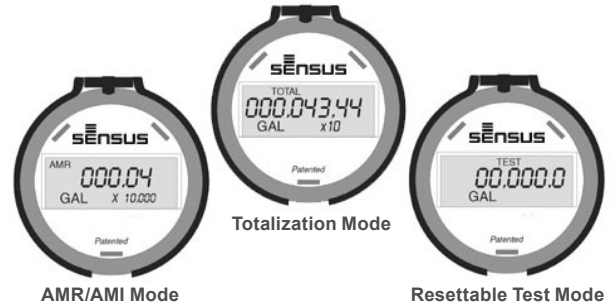 SENSUS
TOTAL
000.043.44
GAL x10
Patented
Totalization Mode
SENSUS
AMR
000.04
GAL X 10,000
Patented
AMR/AMI Mode
SENSUS
TEST
00.000.0
GAL
Patented
Resettable Test Mode